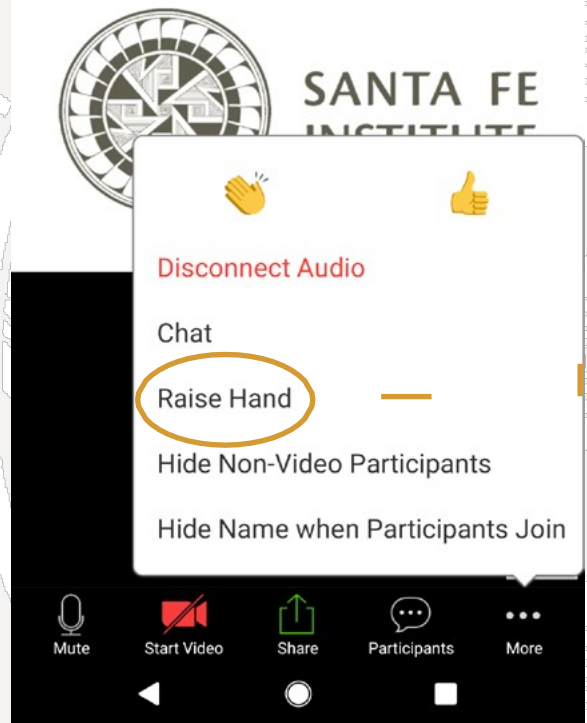 SANTA FE
INSTITUTE
Disconnect Audio
Chat
Raise Hand
Hide Non-Video Participants
Hide Name when Participants Join
Mute
Start Video
Share
Participants
More